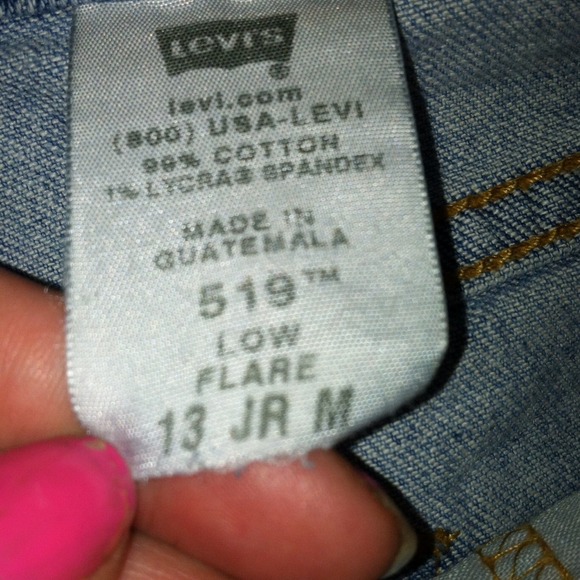 Levi's
®
levi.com
(800) USA-LEVI
99% COTTON
1% LYCRA® SPANDEX
MADE IN
GUATEMALA
519™
LOW
FLARE
13 JR M